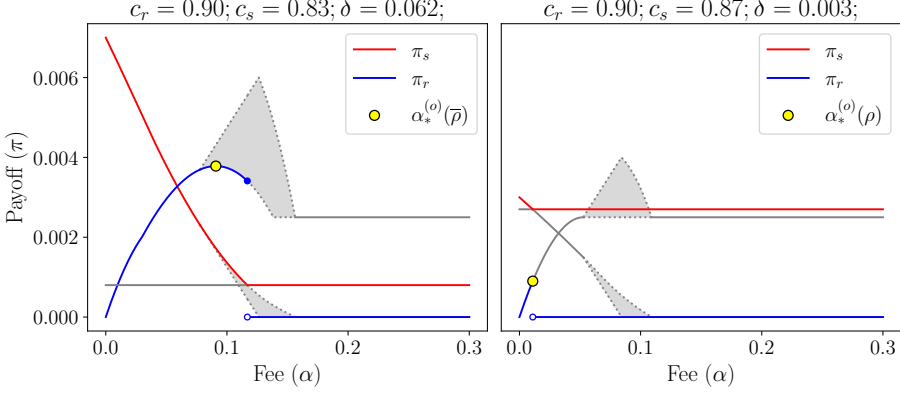 c_r = 0.90; c_s = 0.83; δ = 0.062;
c_r = 0.90; c_s = 0.87; δ = 0.003;
Payoff (π)
0.006
0.004
0.002
0.000
π_s
π_r
α_*^{(o)}(ρ̅)
π_s
π_r
α_*^{(o)}(ρ)
0.0 0.1 0.2 0.3
0.0 0.1 0.2 0.3
Fee (α)
Fee (α)